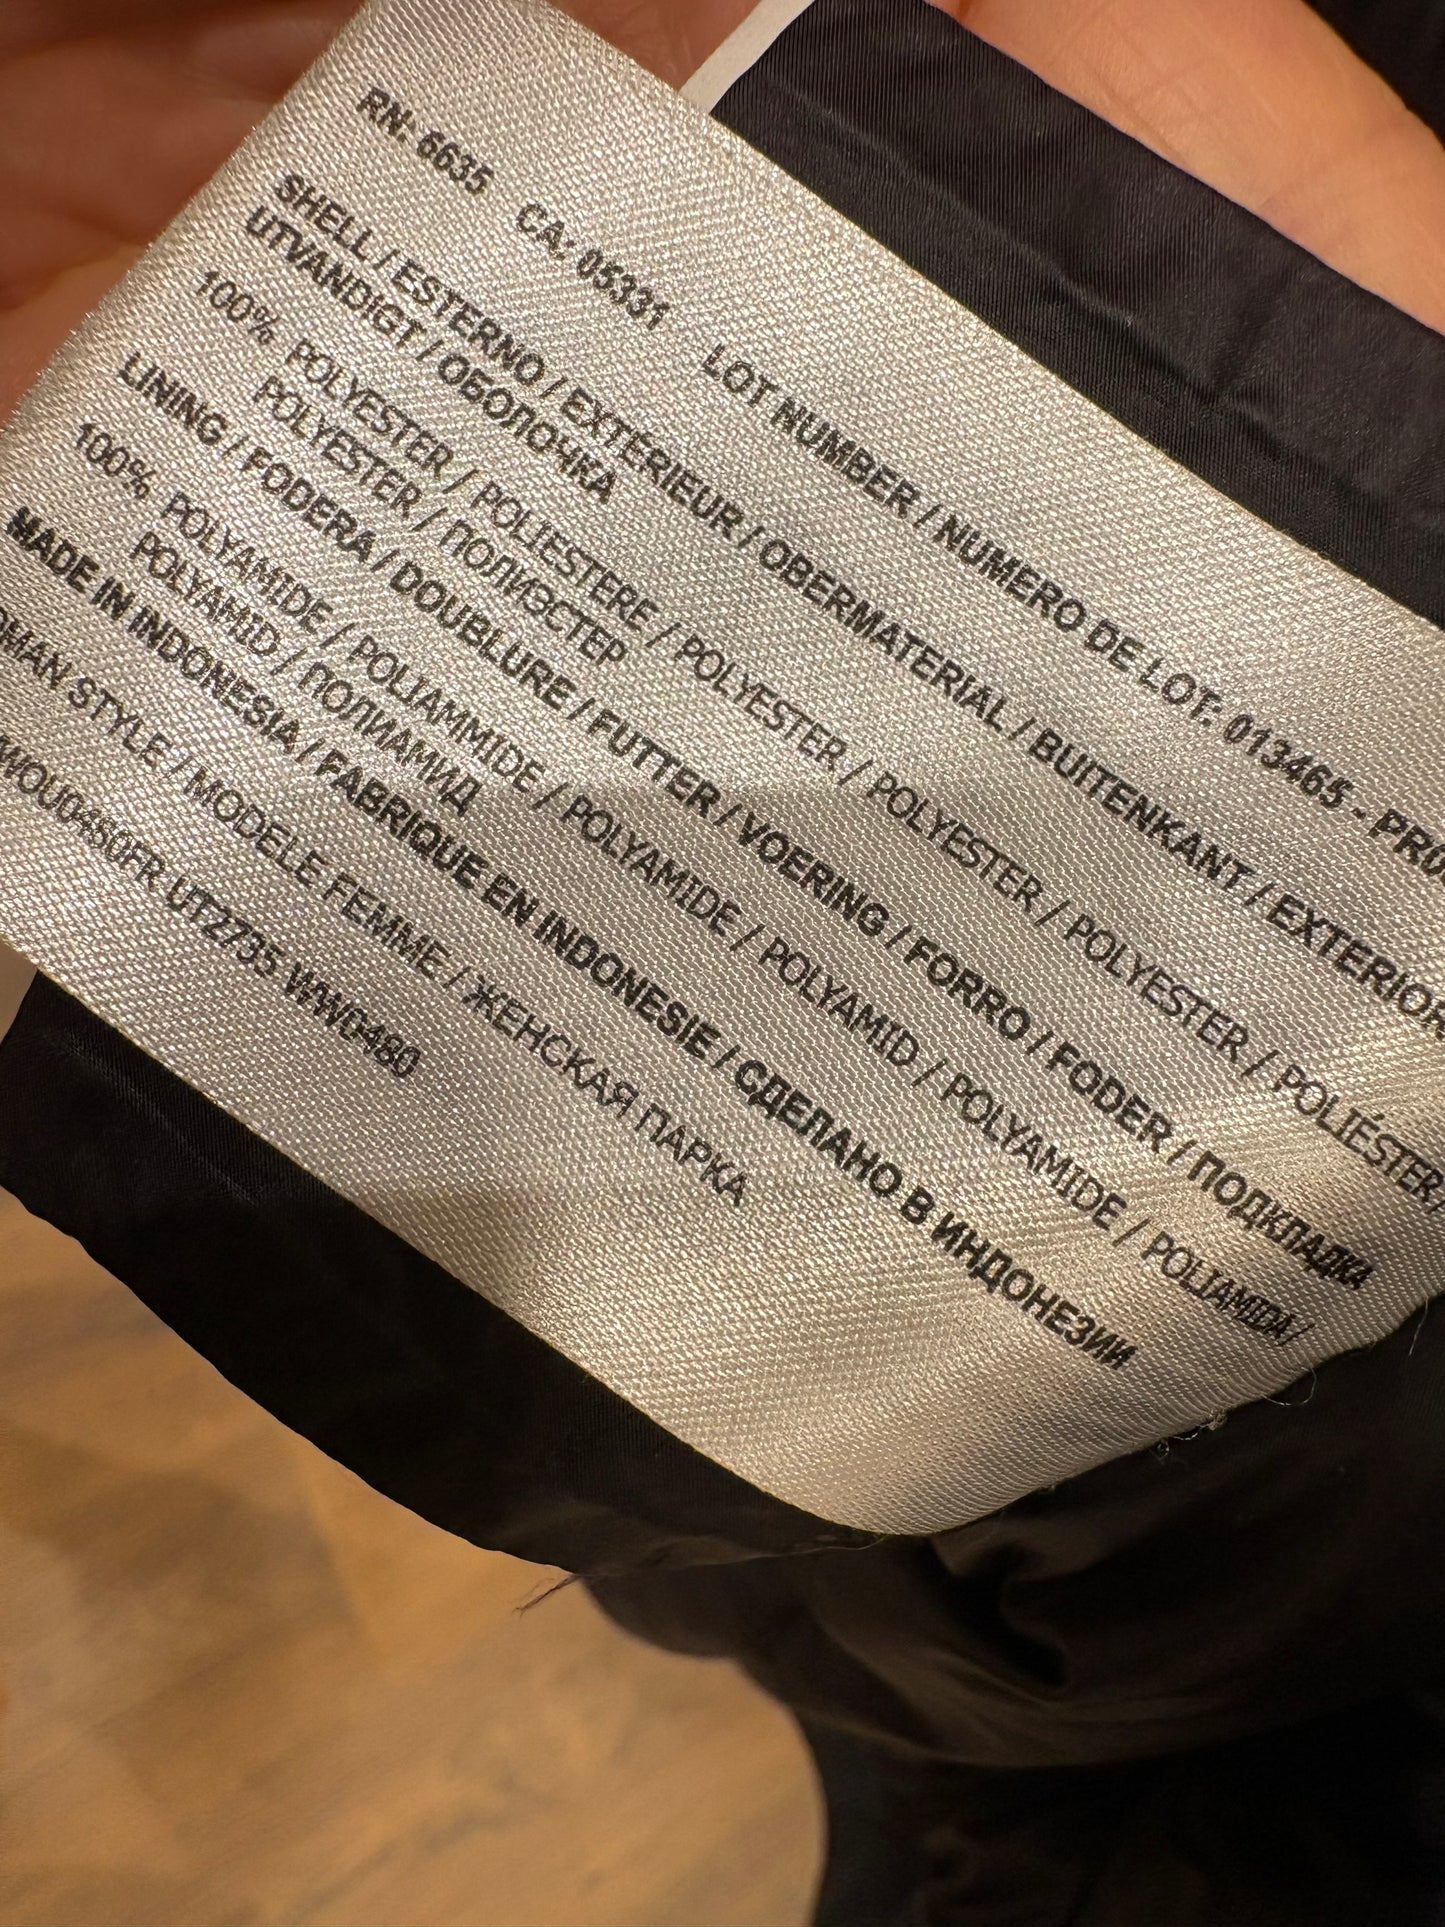 RN: 6635 CA: 05331 LOT NUMBER / NUMERO DE LOT: 013465 - PRO
SHELL / ESTERNO / EXTÉRIEUR / OBERMATERIAL / BUITENKANT / EXTERIOR
UTVANDIGT / ОБОЛОЧКА
100% POLYESTER / POLIESTERE / POLYESTER / POLYESTER / POLYESTER / POLIÉSTER/
POLYESTER / ПОЛИЭСТЕР
LINING / FODERA / DOUBLURE / FUTTER / VOERING / FORRO / FODER / ПОДКЛАДКА
100% POLYAMIDE / POLIAMMIDE / POLYAMIDE / POLYAMID / POLYAMIDE / POLIAMIDA/
POLYAMID / ПОЛИАМИД
MADE IN INDONESIA / FABRIQUE EN INDONESIE / СДЕЛАНО В ИНДОНЕЗИИ
OMAN STYLE / MODELE FEMME / ЖЕНСКАЯ ПАРКА
WOU0460FR UT2735 WW0480